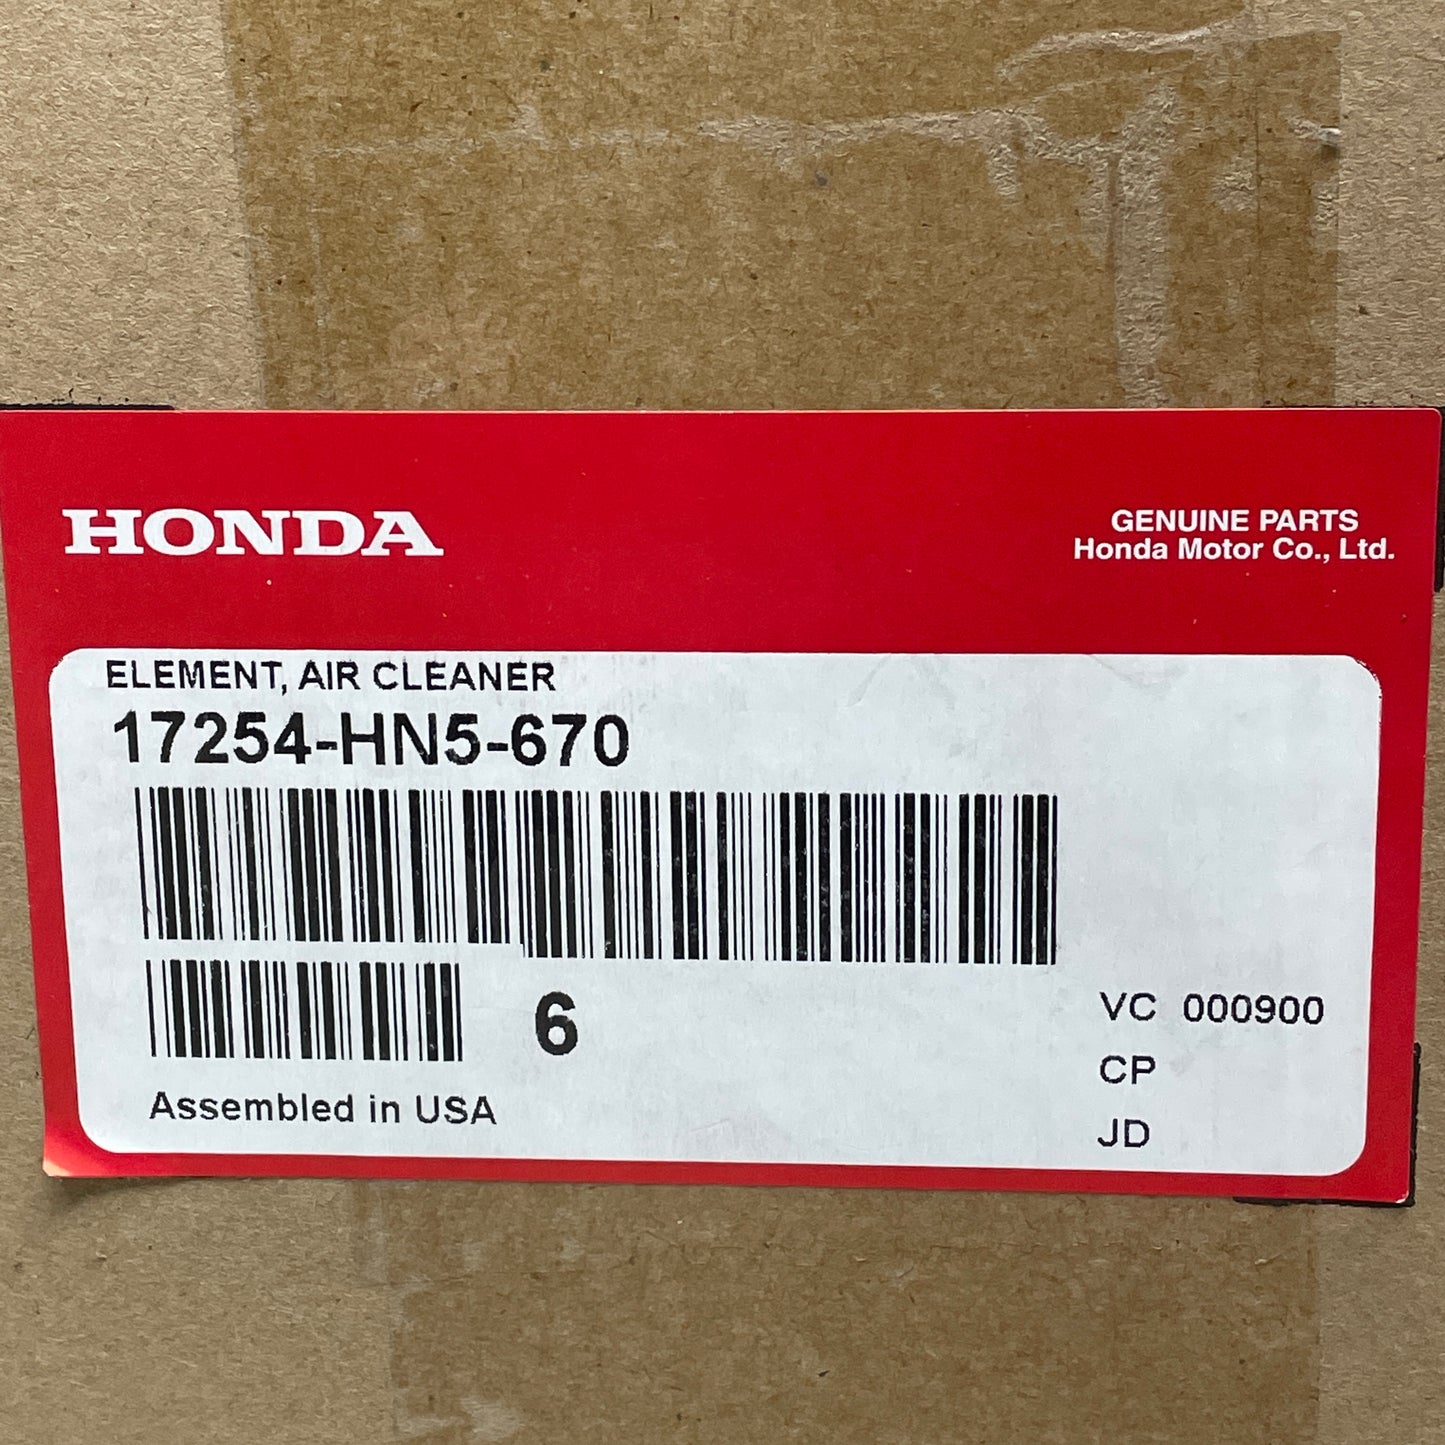 HONDA
GENUINE PARTS
Honda Motor Co., Ltd.
ELEMENT, AIR CLEANER
17254-HN5-670
6
VC 000900
CP
JD
Assembled in USA